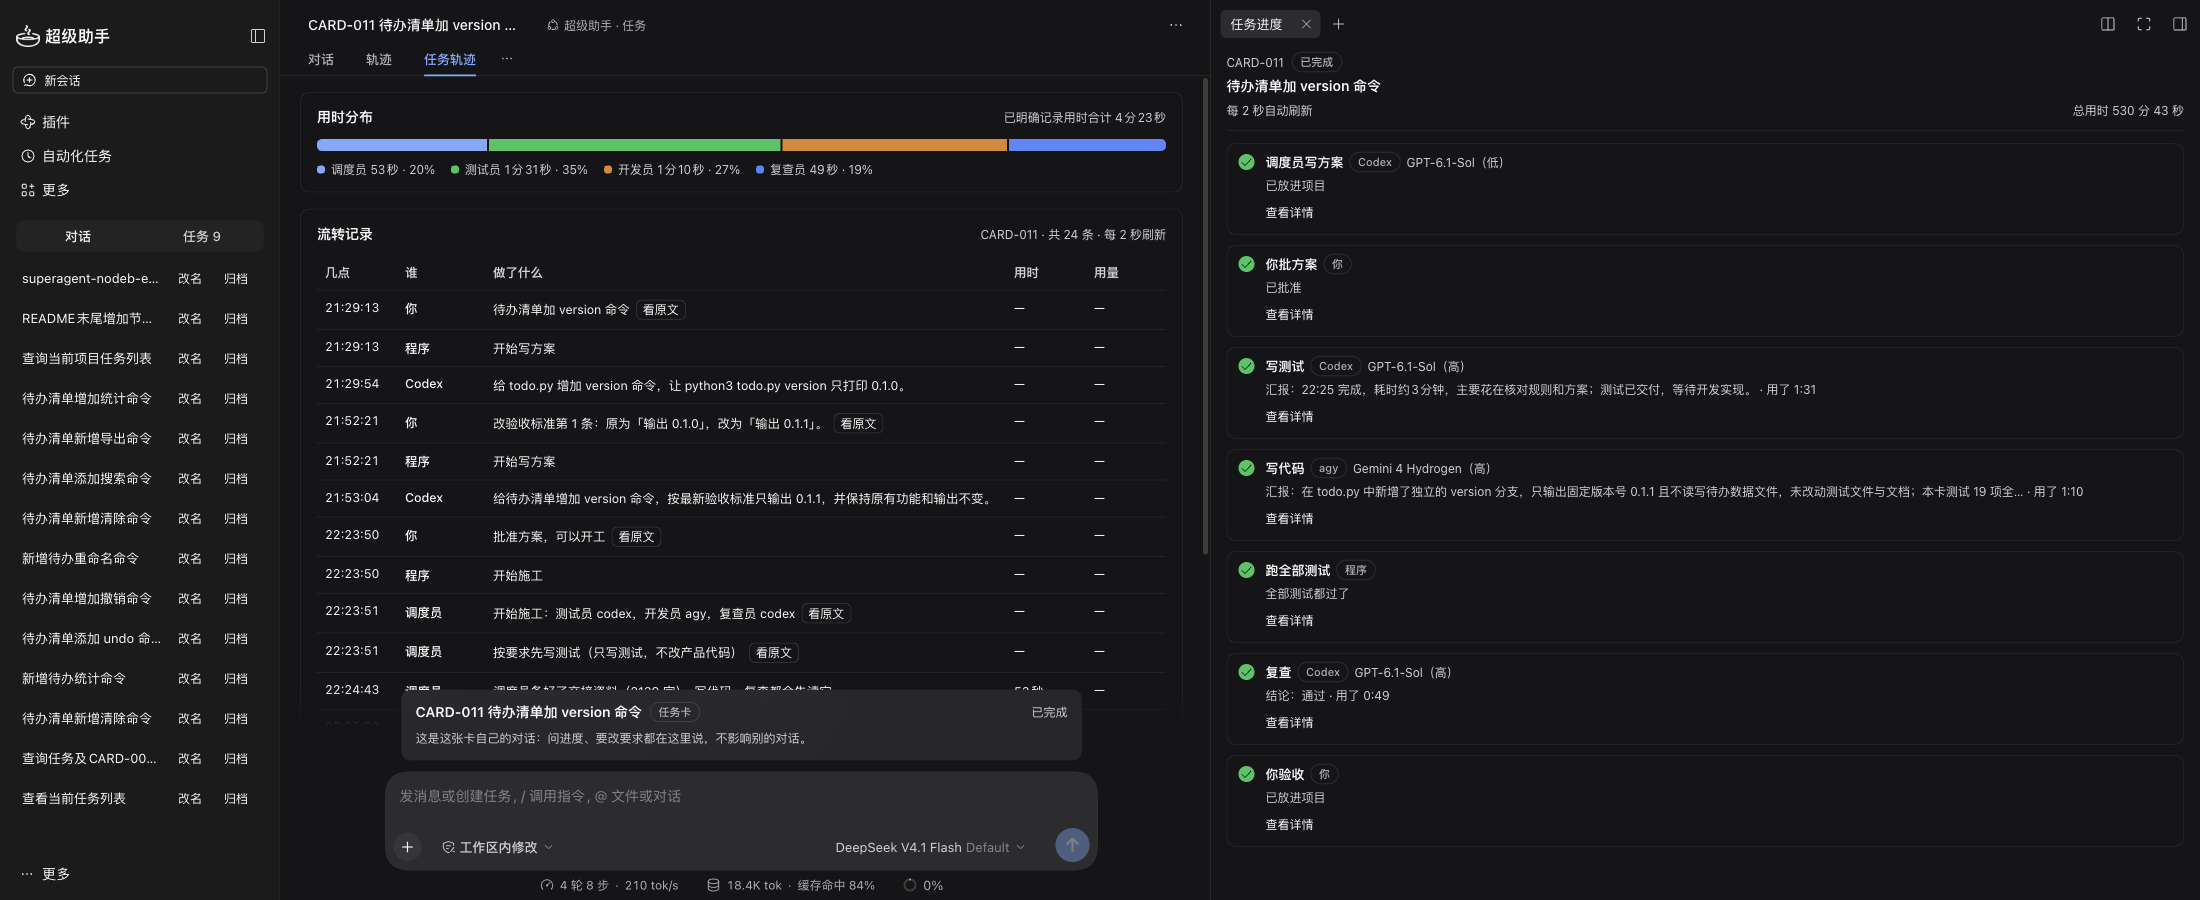 超级助手
新会话
插件
自动化任务
更多
对话 任务 9
superagent-nodeb-e... 改名 归档
README 末尾增加节... 改名 归档
查询当前项目任务列表 改名 归档
待办清单增加统计命令 改名 归档
待办清单新增导出命令 改名 归档
待办清单添加搜索命令 改名 归档
待办清单新增清除命令 改名 归档
新增待办重命名命令 改名 归档
待办清单增加撤销命令 改名 归档
待办清单添加 undo 命... 改名 归档
新增待办统计命令 改名 归档
待办清单新增清除命令 改名 归档
查询任务及 CARD-00... 改名 归档
查看当前任务列表 改名 归档
... 更多
CARD-011 待办清单加 version ... 超级助手 · 任务 ...
对话 轨迹 任务轨迹 ...
用时分布 已明确记录用时合计 4 分 23 秒
调度员 53 秒 · 20% 测试员 1 分 31 秒 · 35% 开发员 1 分 10 秒 · 27% 复查员 49 秒 · 19%
流转记录 CARD-011 · 共 24 条 · 每 2 秒刷新
几点 谁 做了什么 用时 用量
21:29:13 你 待办清单加 version 命令 看原文 — —
21:29:13 程序 开始写方案 — —
21:29:54 Codex 给 todo.py 增加 version 命令，让 python3 todo.py version 只打印 0.1.0。 — —
21:52:21 你 改验收标准第 1 条：原为「输出 0.1.0」，改为「输出 0.1.1」。 看原文 — —
21:52:21 程序 开始写方案 — —
21:53:04 Codex 给待办清单增加 version 命令，按最新验收标准只输出 0.1.1，并保持原有功能和输出不变。 — —
22:23:50 你 批准方案，可以开工 看原文 — —
22:23:50 程序 开始施工 — —
22:23:51 调度员 开始施工：测试员 codex，开发员 agy，复查员 codex 看原文 — —
22:23:51 调度员 按要求先写测试（只写测试，不改产品代码） 看原文 — —
22:24:43 —
CARD-011 待办清单加 version 命令 任务卡 已完成
这是这张卡自己的对话：问进度、要改要求都在这里说，不影响别的对话。
发消息或创建任务, / 调用指令, @ 文件或对话
工作区内修改 DeepSeek V4.1 Flash Default
4 轮 8 步 · 210 tok/s 18.4K tok · 缓存命中 84% 0%
任务进度
CARD-011 已完成
待办清单加 version 命令
每 2 秒自动刷新 总用时 530 分 43 秒
调度员写方案 Codex GPT-6.1-Sol（低）
已放进项目
查看详情
你批方案 你
已批准
查看详情
写测试 Codex GPT-6.1-Sol（高）
汇报：22:25 完成，耗时约 3 分钟，主要花在核对规则和方案；测试已交付，等待开发实现。 · 用了 1:31
查看详情
写代码 agy Gemini 4 Hydrogen（高）
汇报：在 todo.py 中新增了独立的 version 分支，只输出固定版本号 0.1.1 且不读写待办数据文件，未改动测试文件与文档；本卡测试 19 项全... · 用了 1:10
查看详情
跑全部测试 程序
全部测试都过了
查看详情
复查 Codex GPT-6.1-Sol（高）
结论：通过 · 用了 0:49
查看详情
你验收 你
已放进项目
查看详情